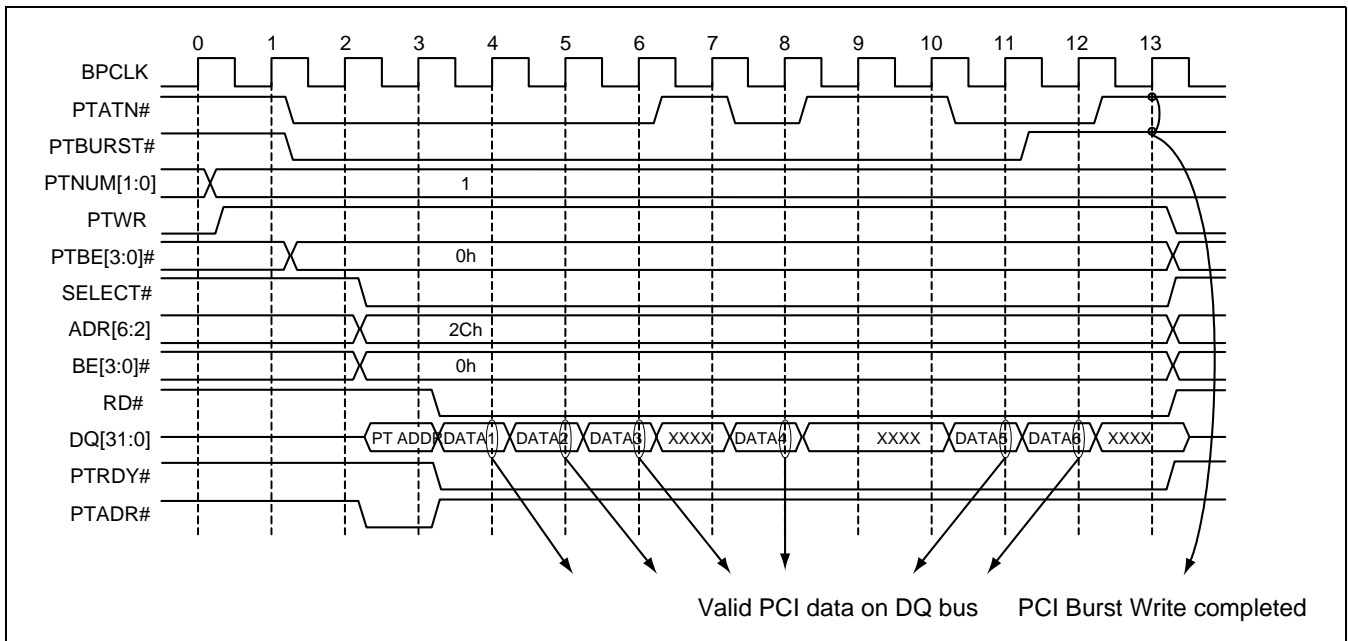 0 1 2 3 4 5 6 7 8 9 10 11 12 13
BPCLK
PTATN#
PTBURST#
PTNUM[1:0] 1
PTWR
PTBE[3:0]# 0h
SELECT#
ADR[6:2] 2Ch
BE[3:0]# 0h
RD#
DQ[31:0] PT ADDR DATA1 DATA2 DATA3 XXXX DATA4 XXXX DATA5 DATA6 XXXX
PTRDY#
PTADR#
Valid PCI data on DQ bus PCI Burst Write completed